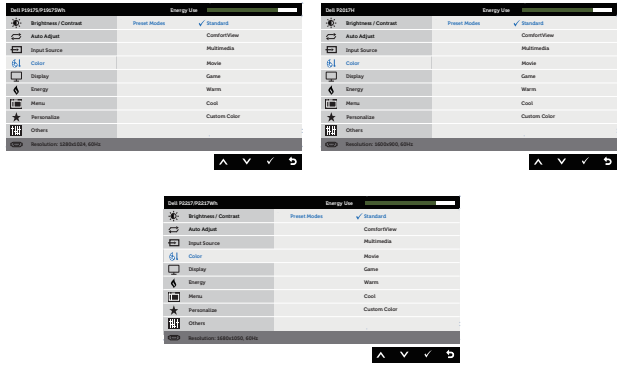 Dell P1917S/P1917SWh Energy Use
Brightness / Contrast Preset Modes ✓ Standard
Auto Adjust ComfortView
Input Source Multimedia
Color Movie
Display Game
Energy Warm
Menu Cool
Personalize Custom Color
Others
Resolution: 1280x1024, 60Hz
Dell P2017H Energy Use
Brightness / Contrast Preset Modes ✓ Standard
Auto Adjust ComfortView
Input Source Multimedia
Color Movie
Display Game
Energy Warm
Menu Cool
Personalize Custom Color
Others
Resolution: 1600x900, 60Hz
Dell P2217/P2217Wh Energy Use
Brightness / Contrast Preset Modes ✓ Standard
Auto Adjust ComfortView
Input Source Multimedia
Color Movie
Display Game
Energy Warm
Menu Cool
Personalize Custom Color
Others
Resolution: 1680x1050, 60Hz